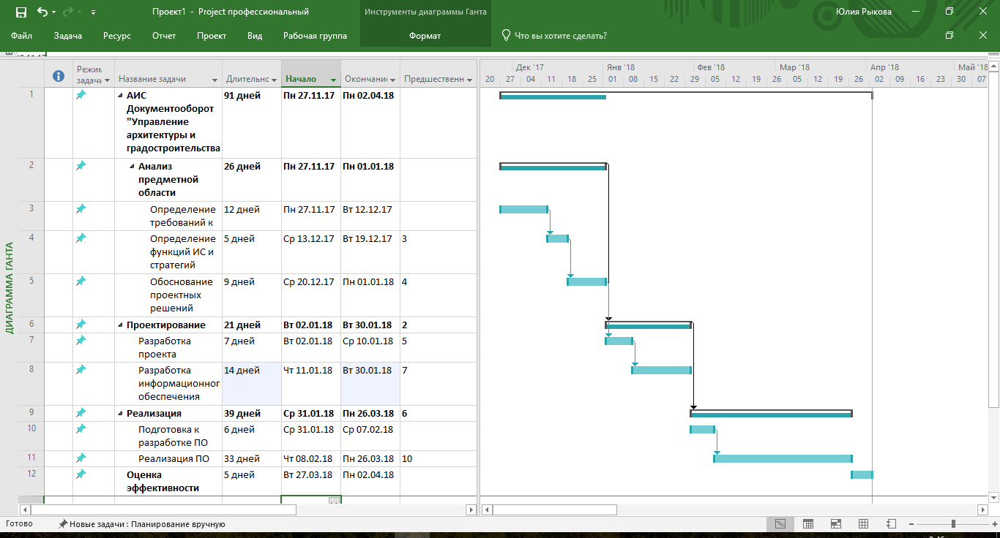 Проект1 - Project профессиональный
Инструменты диаграммы Ганта
Юлия Рыкова
Файл Задача Ресурс Отчет Проект Вид Рабочая группа Формат Что вы хотите сделать?
Режим задачи Название задачи Длительнс Начало Окончание Предшественн
Дек '17 Янв '18 Фев '18 Мар '18 Апр '18 Май '18
20 27 04 11 18 25 01 08 15 22 29 05 12 19 26 05 12 19 26 02 09 16 23 30 07
1 АИС 91 дней Пн 27.11.17 Пн 02.04.18
Документооборот
"Управление
архитектуры и
градостроительства
2 Анализ 26 дней Пн 27.11.17 Пн 01.01.18
предметной
области
3 Определение 12 дней Пн 27.11.17 Вт 12.12.17
требований к
4 Определение 5 дней Ср 13.12.17 Вт 19.12.17 3
функций ИС и
стратегий
5 Обоснование 9 дней Ср 20.12.17 Пн 01.01.18 4
проектных
решений
6 Проектирование 21 дней Вт 02.01.18 Вт 30.01.18 2
7 Разработка 7 дней Вт 02.01.18 Ср 10.01.18 5
проекта
8 Разработка 14 дней Чт 11.01.18 Вт 30.01.18 7
информационног
обеспечения
9 Реализация 39 дней Ср 31.01.18 Пн 26.03.18 6
10 Подготовка к 6 дней Ср 31.01.18 Ср 07.02.18
разработке ПО
11 Реализация ПО 33 дней Чт 08.02.18 Пн 26.03.18 10
12 Оценка 5 дней Вт 27.03.18 Пн 02.04.18
эффективности
ДИАГРАММА ГАНТА
Готово Новые задачи : Планирование вручную